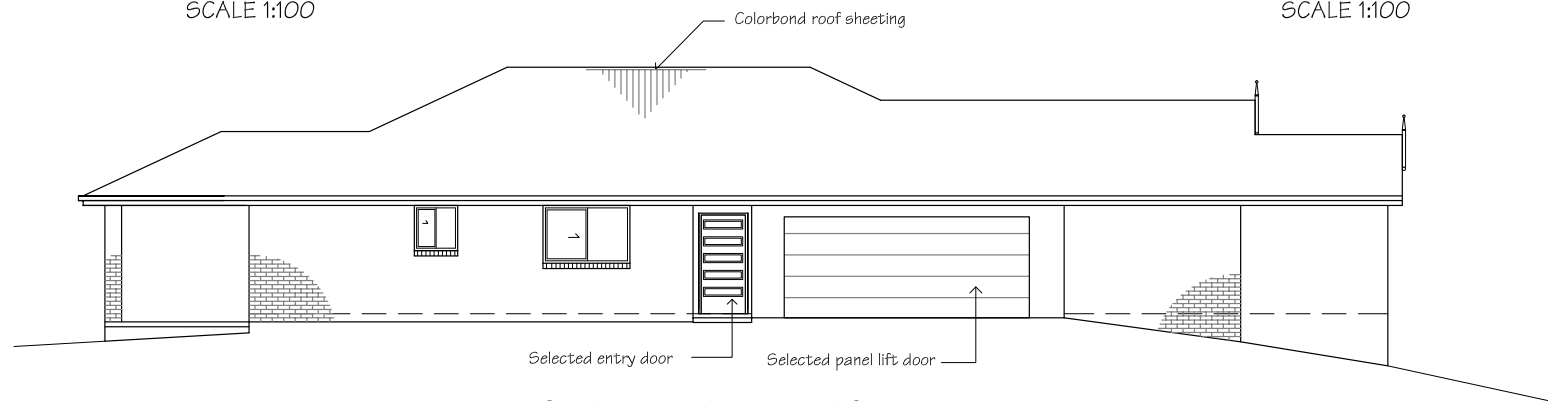 SCALE 1:100
SCALE 1:100
Colorbond roof sheeting
Selected entry door
Selected panel lift door